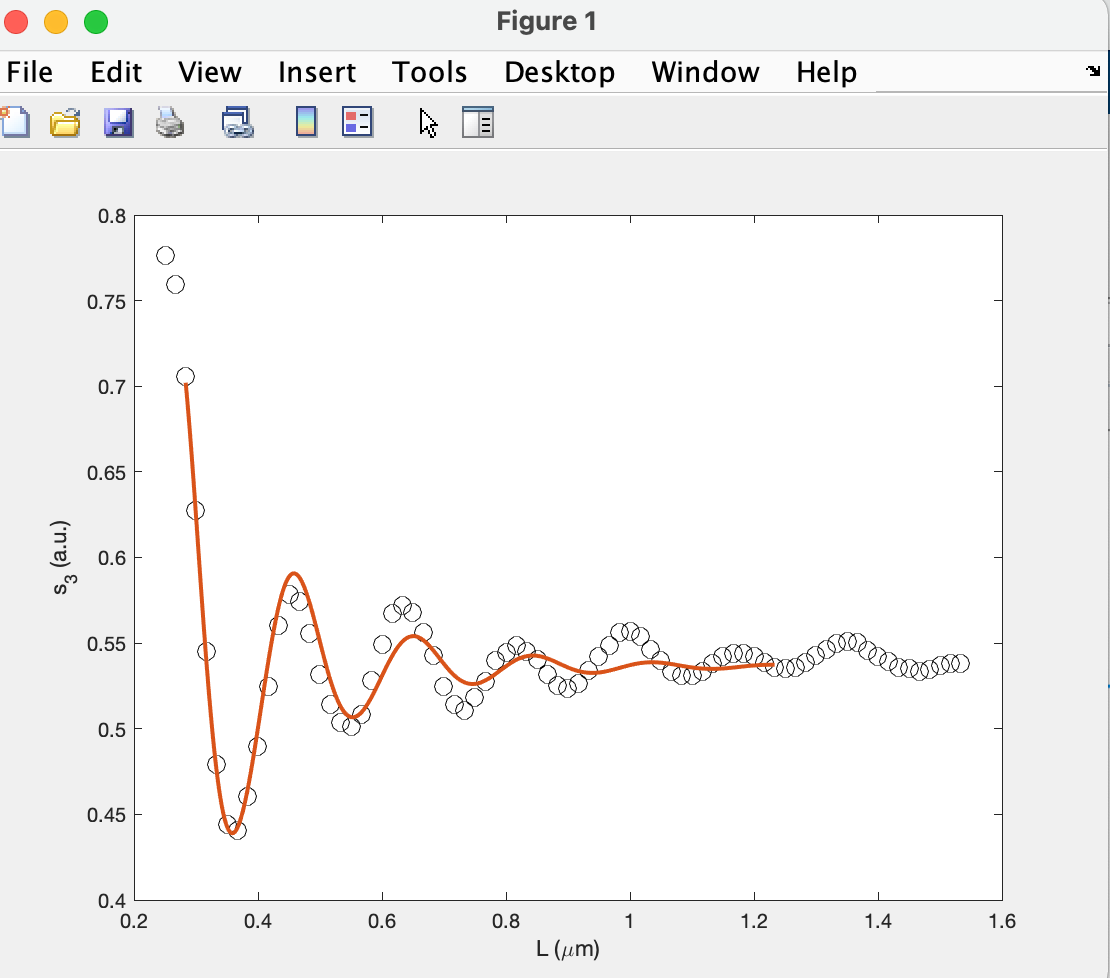 Figure 1
File Edit View Insert Tools Desktop Window Help
0.8
0.75
0.7
0.65
0.6
0.55
0.5
0.45
0.4
s3 (a.u.)
0.2 0.4 0.6 0.8 1 1.2 1.4 1.6
L (μm)